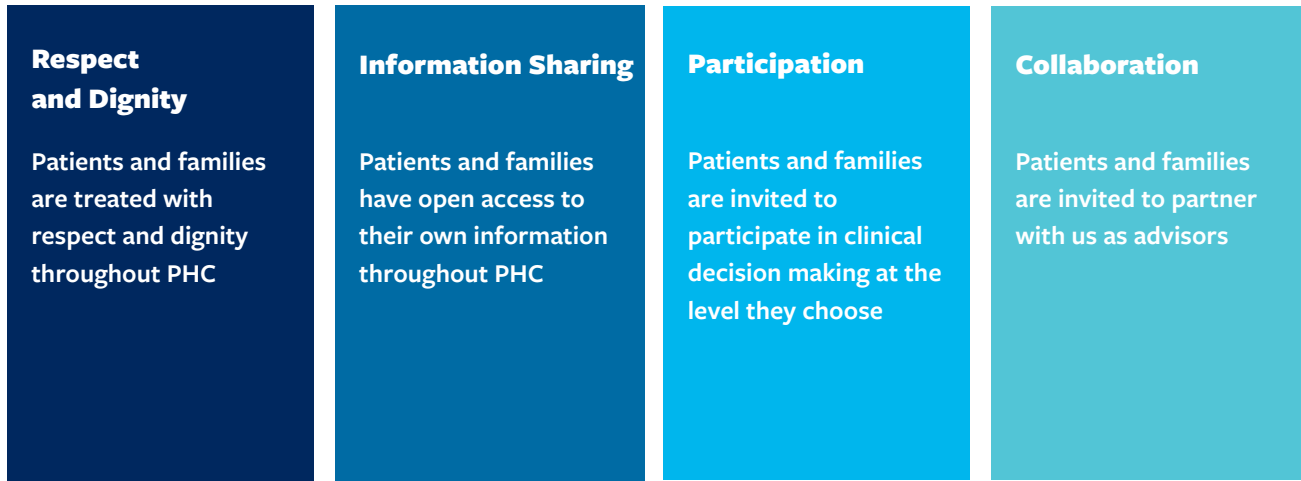 Respect
and Dignity
Patients and families
are treated with
respect and dignity
throughout PHC
Information Sharing
Patients and families
have open access to
their own information
throughout PHC
Participation
Patients and families
are invited to
participate in clinical
decision making at the
level they choose
Collaboration
Patients and families
are invited to partner
with us as advisors